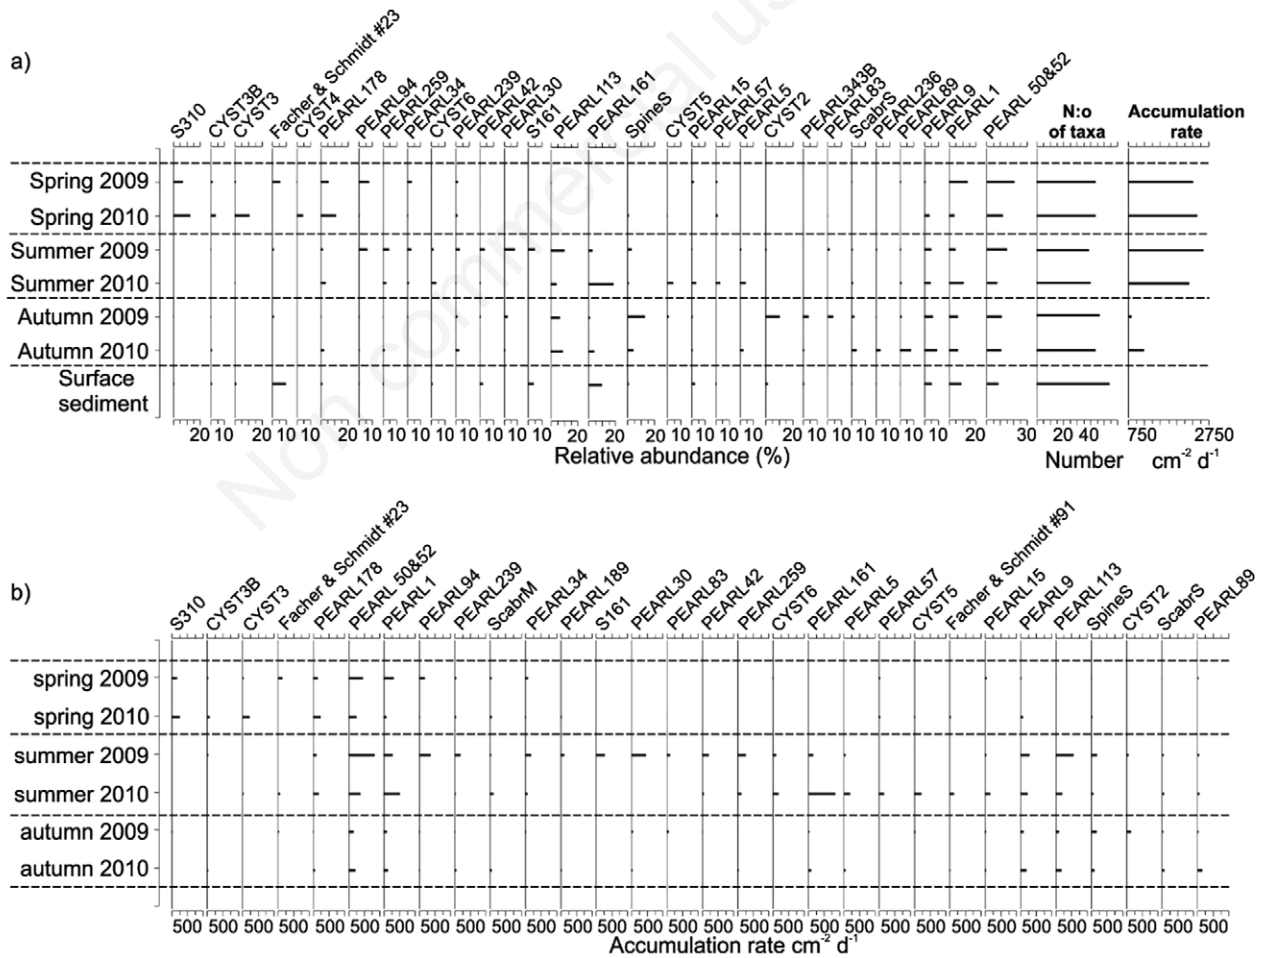 a)
S310
CYST3B
CYST3
Facher & Schmidt #23
CYST4
PEARL178
PEARL94
PEARL259
PEARL34
CYST6
PEARL239
PEARL42
PEARL30
S161
PEARL113
PEARL161
SpineS
CYST5
PEARL15
PEARL57
PEARL5
CYST2
PEARL343B
PEARL83
ScabrS
PEARL236
PEARL89
PEARL9
PEARL1
PEARL 50&52
N:o
of taxa
Accumulation
rate
Spring 2009
Spring 2010
Summer 2009
Summer 2010
Autumn 2009
Autumn 2010
Surface
sediment
20 10 20 10 10 20 10 10 10 10 10 10 10 10 20 20 20 10 10 10 10 20 10 10 10 10 10 10 20 30 20 40 750 2750
Relative abundance (%)
Number
cm⁻² d⁻¹
b)
S310
CYST3B
CYST3
Facher & Schmidt #23
PEARL178
PEARL 50&52
PEARL1
PEARL94
PEARL239
ScabrM
PEARL34
PEARL189
S161
PEARL30
PEARL83
PEARL42
PEARL259
CYST6
PEARL161
PEARL5
PEARL57
CYST5
Facher & Schmidt #91
PEARL15
PEARL9
PEARL113
SpineS
CYST2
ScabrS
PEARL89
spring 2009
spring 2010
summer 2009
summer 2010
autumn 2009
autumn 2010
500 500 500 500 500 500 500 500 500 500 500 500 500 500 500 500 500 500 500 500 500 500 500 500 500 500 500 500 500 500
Accumulation rate cm⁻² d⁻¹
Non commercial us